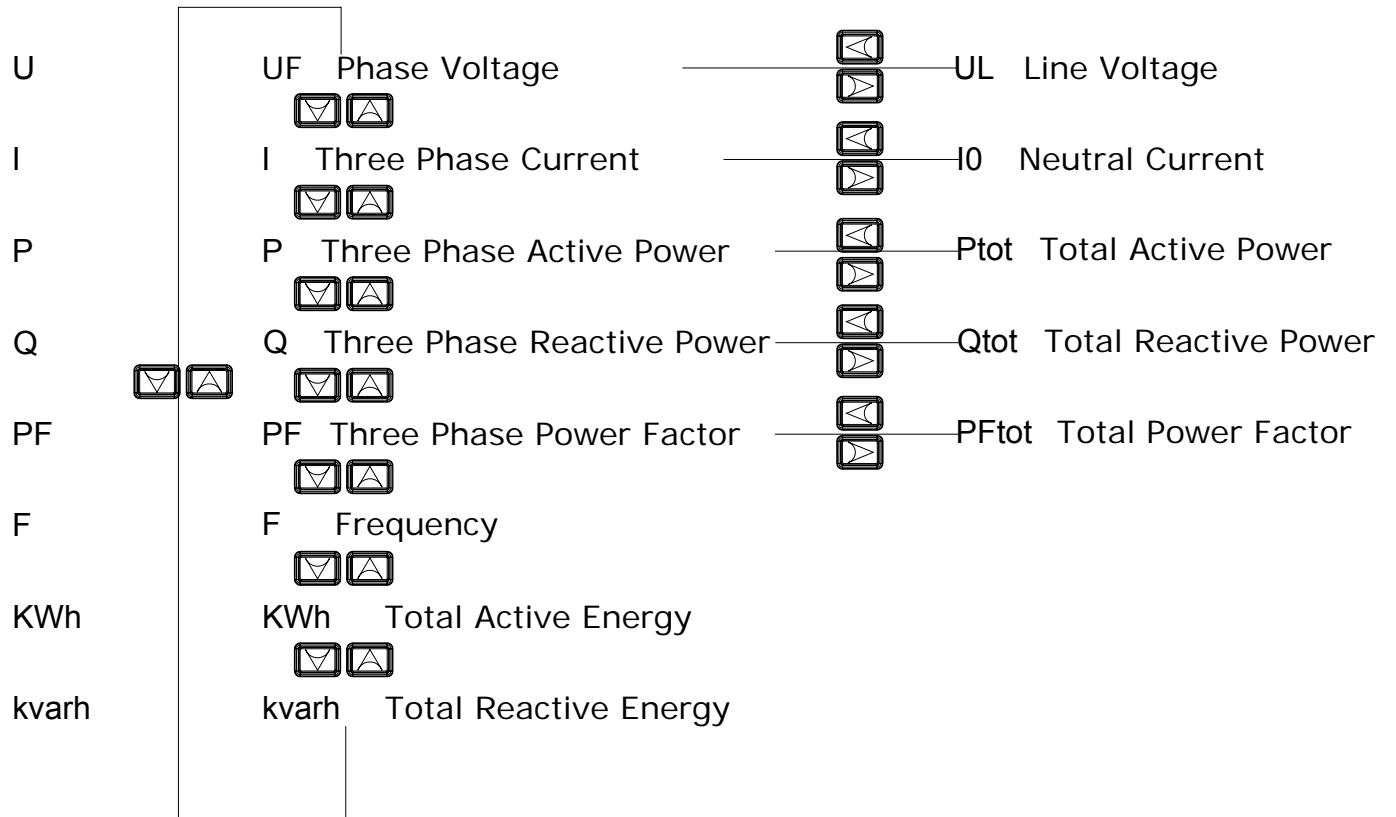 U UF Phase Voltage UL Line Voltage
I I Three Phase Current I0 Neutral Current
P P Three Phase Active Power Ptot Total Active Power
Q Q Three Phase Reactive Power Qtot Total Reactive Power
PF PF Three Phase Power Factor PFtot Total Power Factor
F F Frequency
KWh KWh Total Active Energy
kvarh kvarh Total Reactive Energy